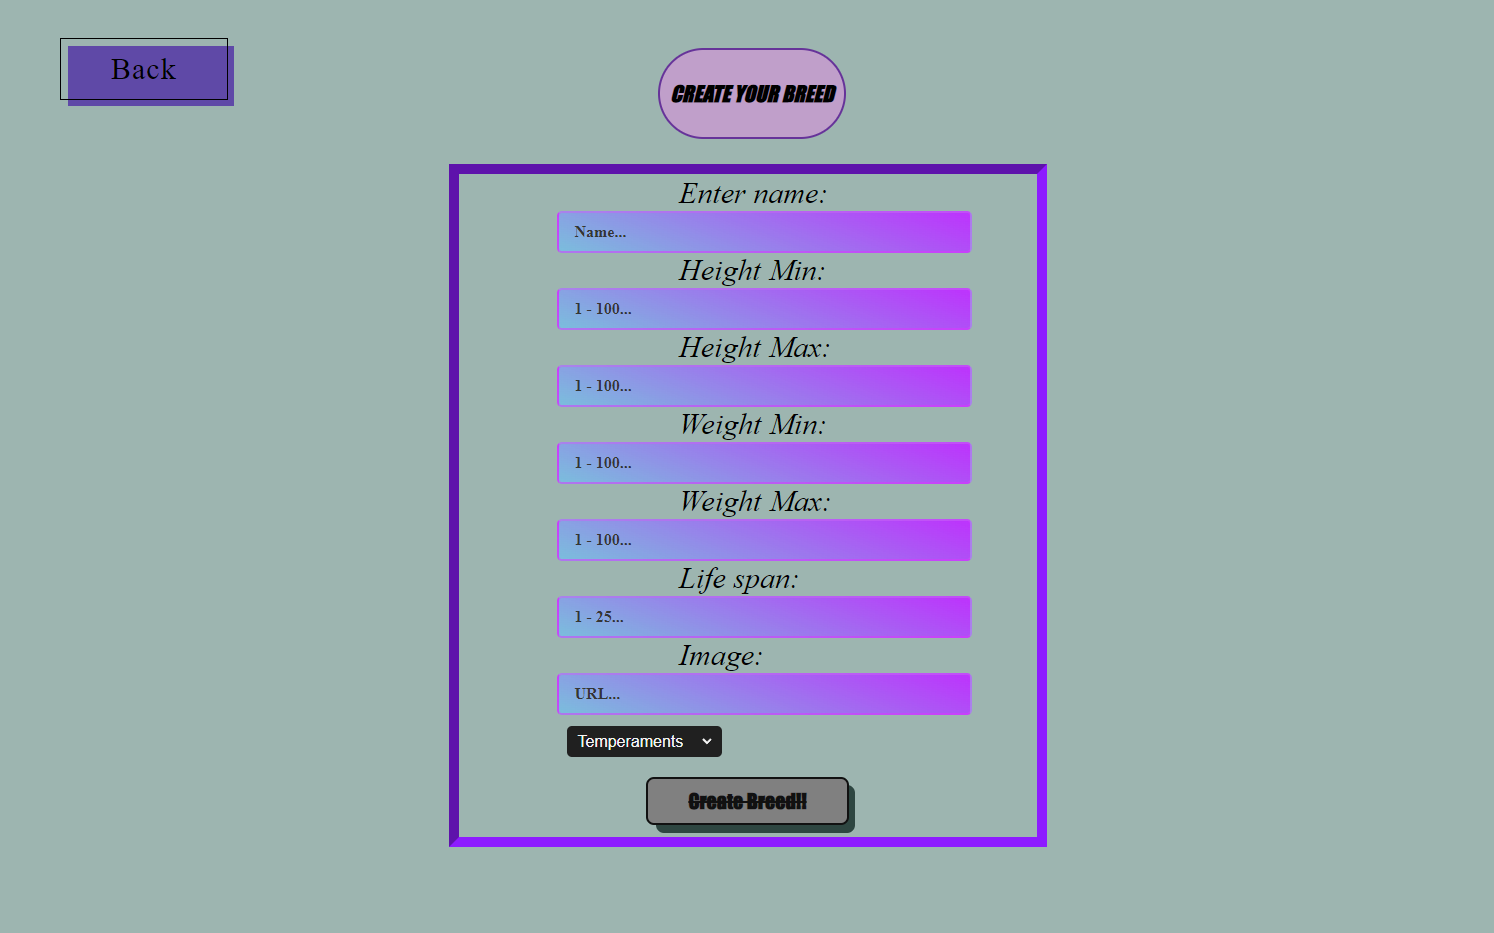 Back
CREATE YOUR BREED
Enter name:
Name...
Height Min:
1 - 100...
Height Max:
1 - 100...
Weight Min:
1 - 100...
Weight Max:
1 - 100...
Life span:
1 - 25...
Image:
URL...
Temperaments
Create Breed!!